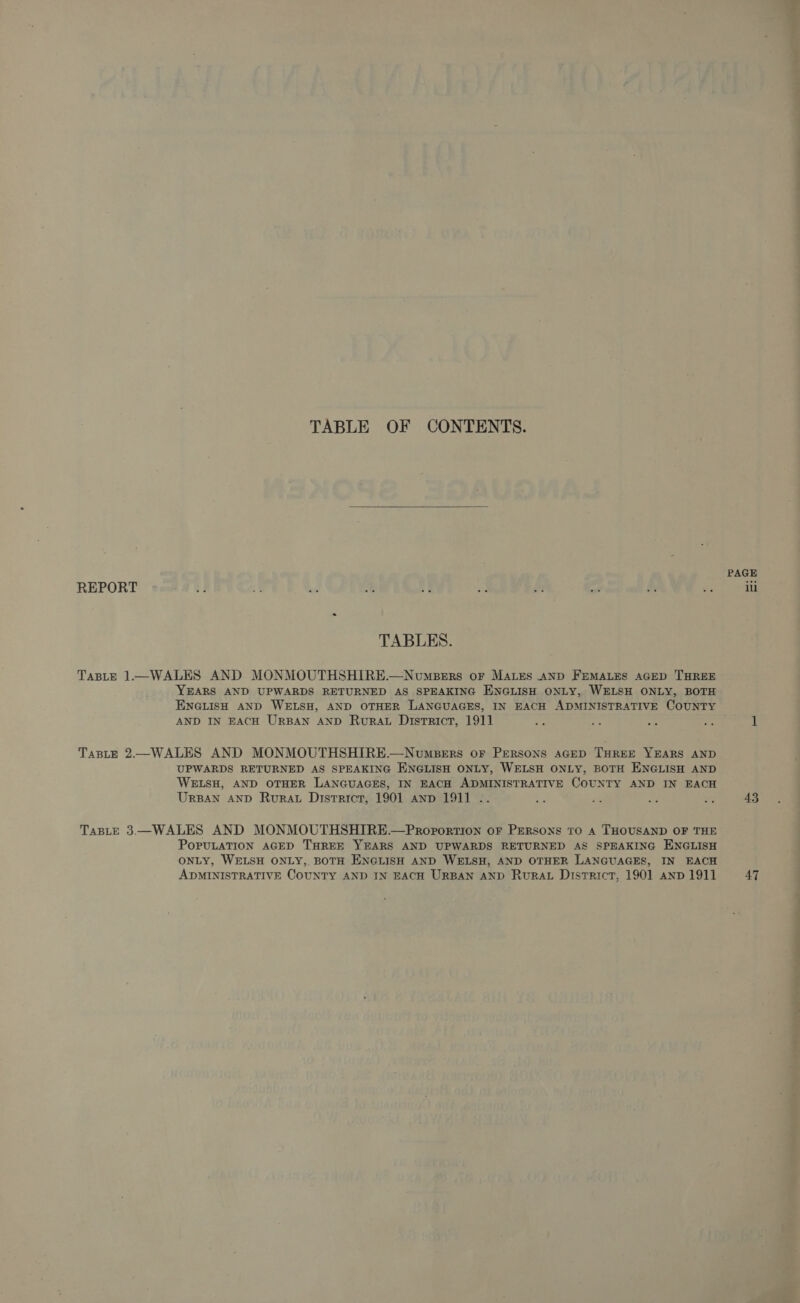 TABLE OF CONTENTS.
PAGE
REPORT .. .. .. .. .. .. .. .. .. .. iii
TABLES.
TABLE 1.—WALES AND MONMOUTHSHIRE.—NUMBERS OF MALES AND FEMALES AGED THREE
YEARS AND UPWARDS RETURNED AS SPEAKING ENGLISH ONLY, WELSH ONLY, BOTH
ENGLISH AND WELSH, AND OTHER LANGUAGES, IN EACH ADMINISTRATIVE COUNTY
AND IN EACH URBAN AND RURAL DISTRICT, 1911 .. .. .. .. 1
TABLE 2.—WALES AND MONMOUTHSHIRE.—NUMBERS OF PERSONS AGED THREE YEARS AND
UPWARDS RETURNED AS SPEAKING ENGLISH ONLY, WELSH ONLY, BOTH ENGLISH AND
WELSH, AND OTHER LANGUAGES, IN EACH ADMINISTRATIVE COUNTY AND IN EACH
URBAN AND RURAL DISTRICT, 1901 AND 1911 .. .. .. .. .. 43
TABLE 3.—WALES AND MONMOUTHSHIRE.—PROPORTION OF PERSONS TO A THOUSAND OF THE
POPULATION AGED THREE YEARS AND UPWARDS RETURNED AS SPEAKING ENGLISH
ONLY, WELSH ONLY, BOTH ENGLISH AND WELSH, AND OTHER LANGUAGES, IN EACH
ADMINISTRATIVE COUNTY AND IN EACH URBAN AND RURAL DISTRICT, 1901 AND 1911 47